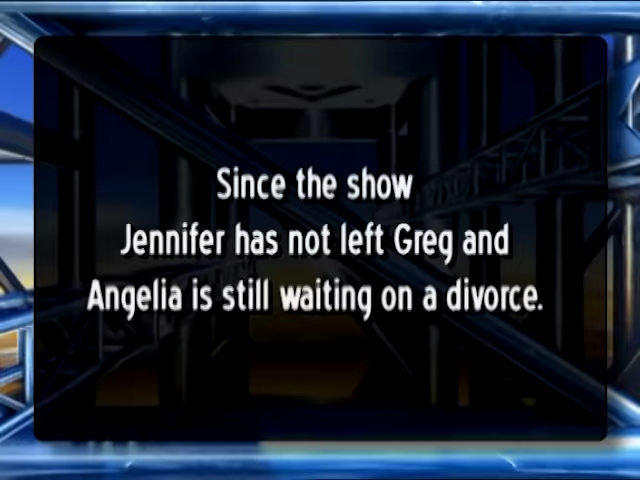 Since the show
Jennifer has not left Greg and
Angelia is still waiting on a divorce.